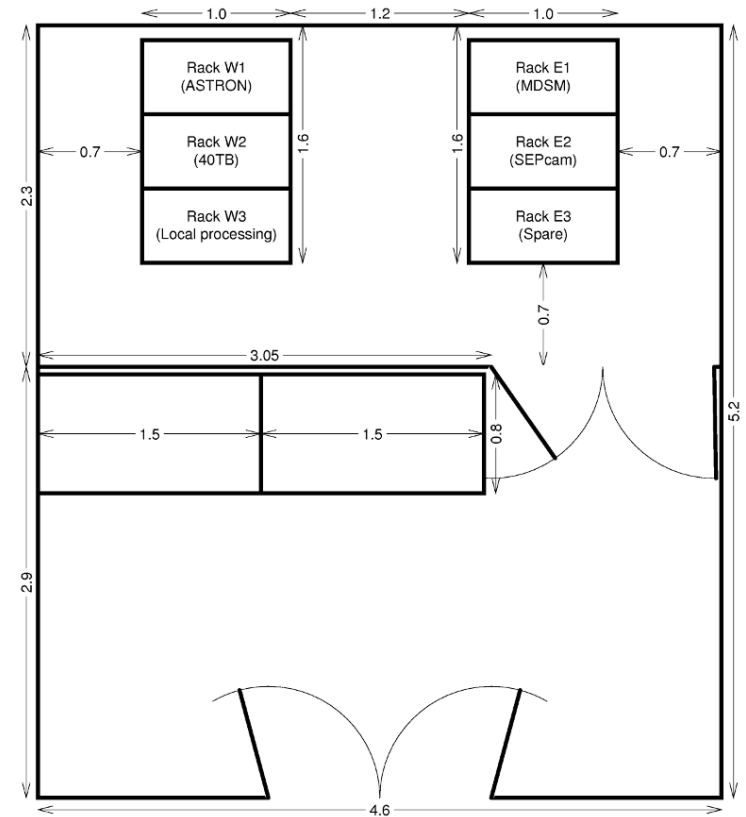 1.0
1.2
1.0
Rack W1
(ASTRON)
Rack E1
(MDSM)
0.7
Rack W2
(40TB)
1.6
1.6
Rack E2
(SEPcam)
0.7
2.3
Rack W3
(Local processing)
Rack E3
(Spare)
0.7
3.05
5.2
1.5
1.5
0.8
2.9
4.6